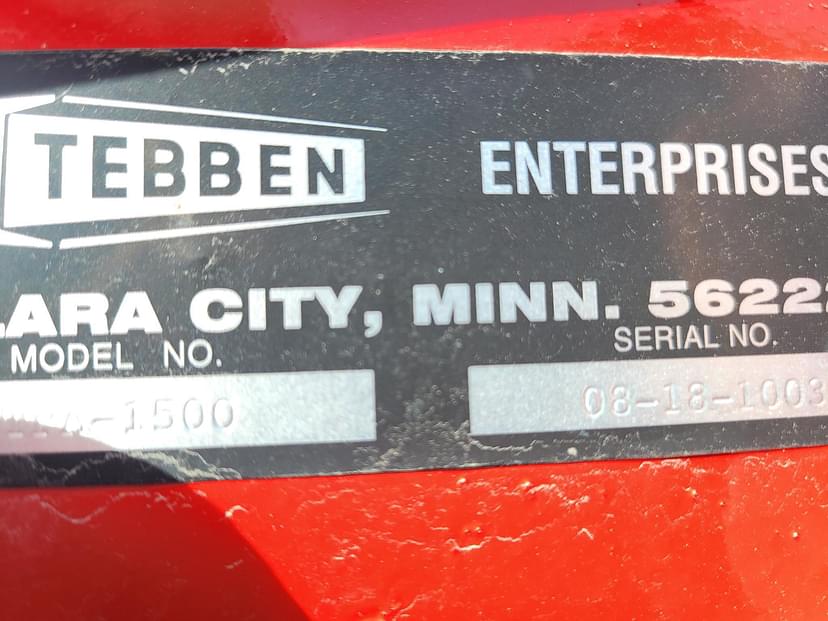 TEBBEN ENTERPRISES
LARA CITY, MINN. 5622
MODEL NO. SERIAL NO.
-1500 08-18-1003